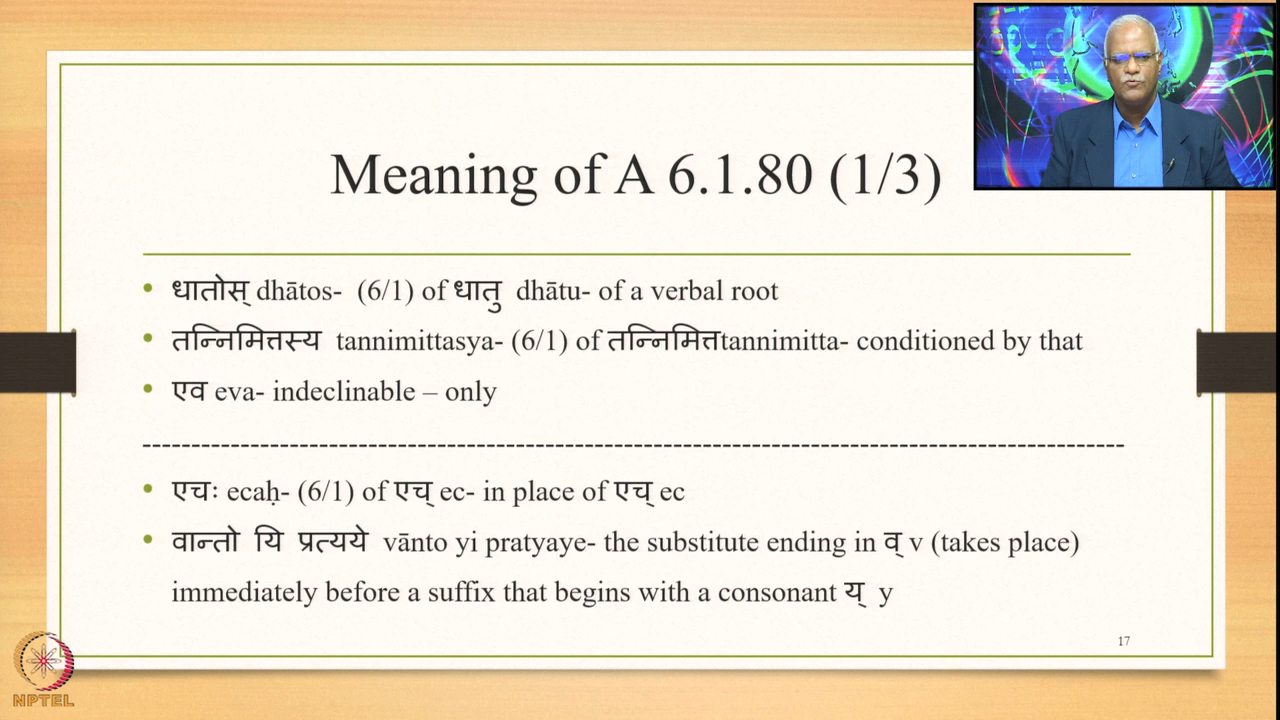 Meaning of A 6.1.80 (1/3)
• धातोस् dhātos- (6/1) of धातु dhātu- of a verbal root
• तन्निमित्तस्य tannimittasya- (6/1) of तन्निमित्तtannimitta- conditioned by that
• एव eva- indeclinable – only
----------------------------------------------------------------------------------------------------
• एचः ecaḥ- (6/1) of एच् ec- in place of एच् ec
• वान्तो यि प्रत्यये vānto yi pratyaye- the substitute ending in व् v (takes place)
immediately before a suffix that begins with a consonant य् y
17
NPTEL